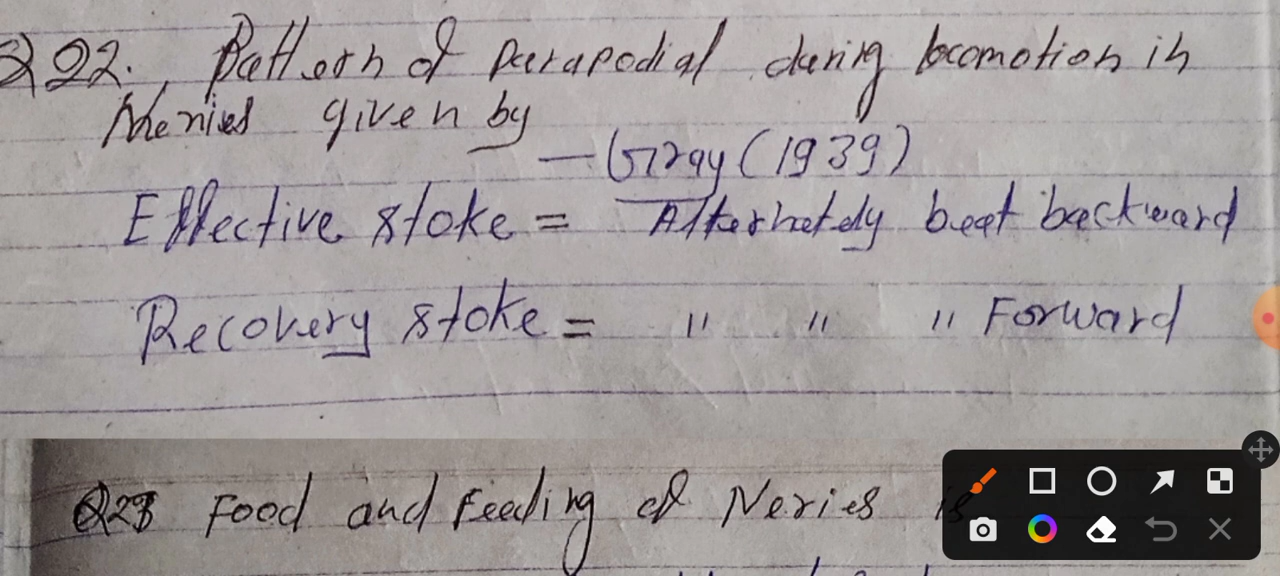 Q22. Pattern of Parapodial during locomotion in
Neries given by
— Gray (1939)
Effective stoke = Alternately beat backward
Recovery stoke = " " " Forward
Q23 Food and Feeding of Neries is